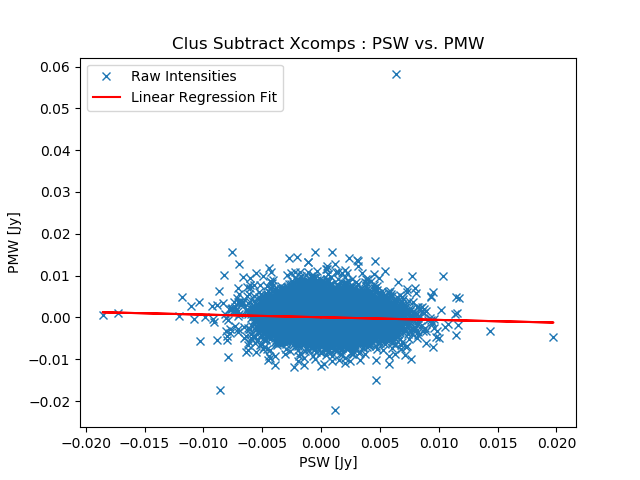 Clus Subtract Xcomps : PSW vs. PMW
Raw Intensities
Linear Regression Fit
0.06
0.05
0.04
0.03
0.02
0.01
0.00
−0.01
−0.02
PMW [Jy]
−0.020 −0.015 −0.010 −0.005 0.000 0.005 0.010 0.015 0.020
PSW [Jy]